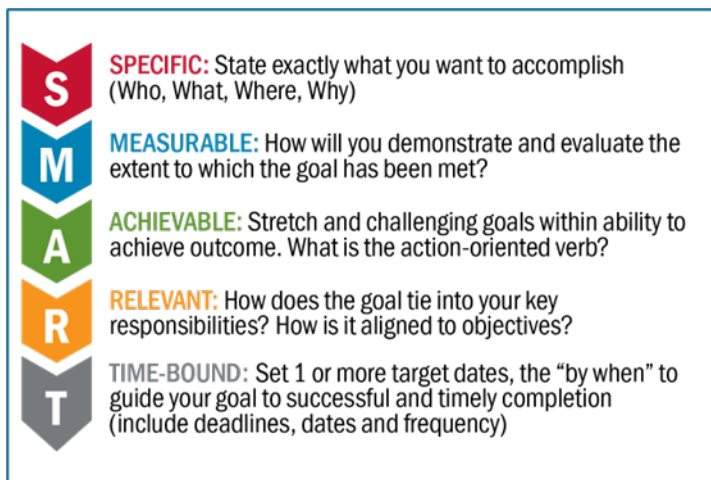 S
SPECIFIC: State exactly what you want to accomplish
(Who, What, Where, Why)
M
MEASURABLE: How will you demonstrate and evaluate the
extent to which the goal has been met?
A
ACHIEVABLE: Stretch and challenging goals within ability to
achieve outcome. What is the action-oriented verb?
R
RELEVANT: How does the goal tie into your key
responsibilities? How is it aligned to objectives?
T
TIME-BOUND: Set 1 or more target dates, the “by when” to
guide your goal to successful and timely completion
(include deadlines, dates and frequency)